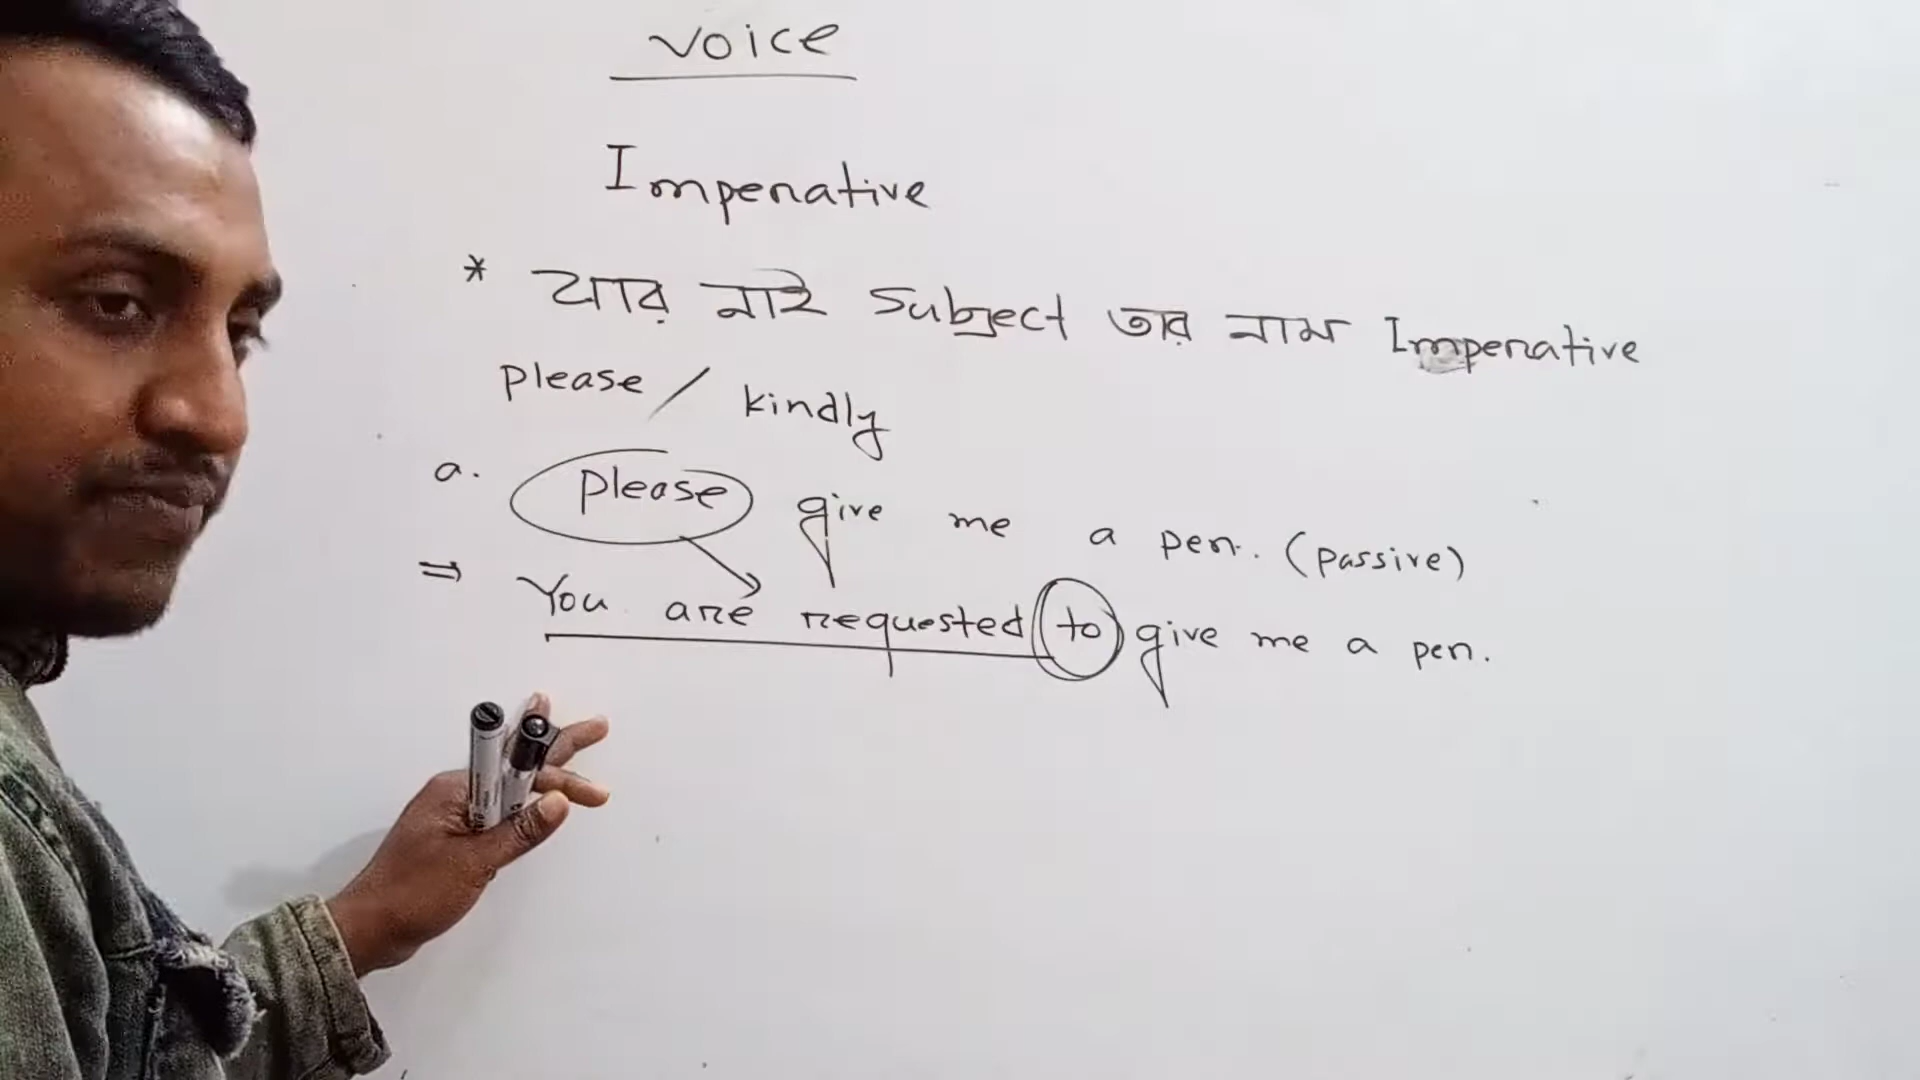 voice
Imperative
* যার নাই Subject তার নাম Imperative
please / kindly
a. please give me a pen. (passive)
⇒ You are requested to give me a pen.